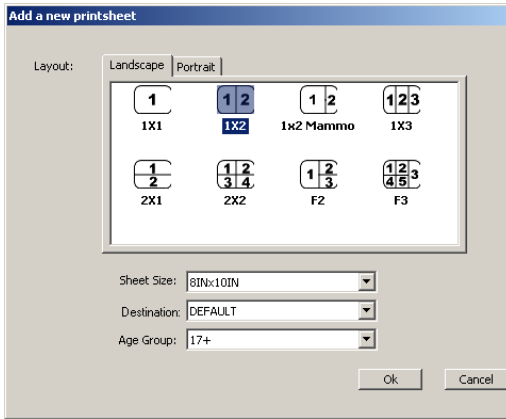 Add a new printsheet
Layout:
Landscape Portrait
1 1 2 1 2 1 2 3
1X1 1X2 1x2 Mammo 1X3
1 1 2 1 2 1 2 3
2 3 4 3 4 5
2X1 2X2 F2 F3
Sheet Size: 8INx10IN
Destination: DEFAULT
Age Group: 17+
Ok Cancel